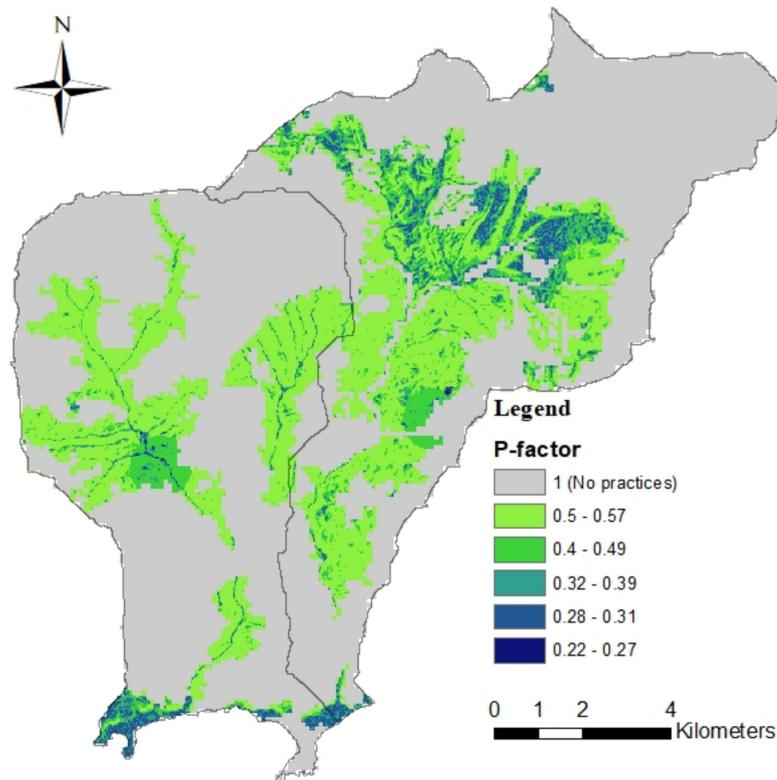 N
Legend
P-factor
1 (No practices)
0.5 - 0.57
0.4 - 0.49
0.32 - 0.39
0.28 - 0.31
0.22 - 0.27
0 1 2 4
Kilometers